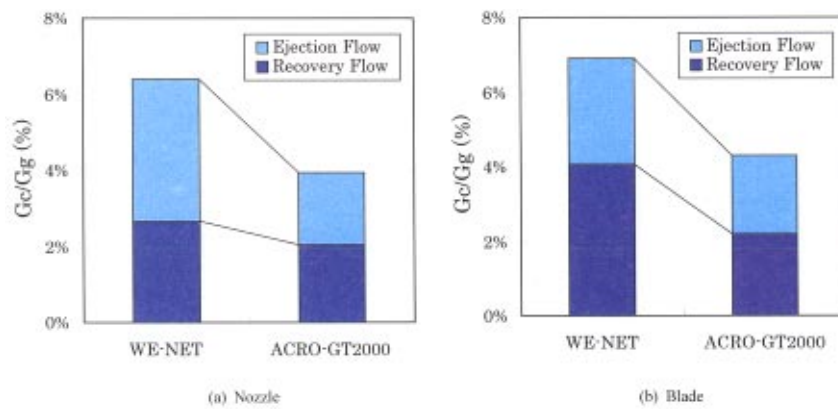 8%
6%
4%
2%
0%
Gc/Gg (%)
Ejection Flow
Recovery Flow
WE-NET
ACRO-GT2000
(a) Nozzle
8%
6%
4%
2%
0%
Gc/Gg (%)
Ejection Flow
Recovery Flow
WE-NET
ACRO-GT2000
(b) Blade